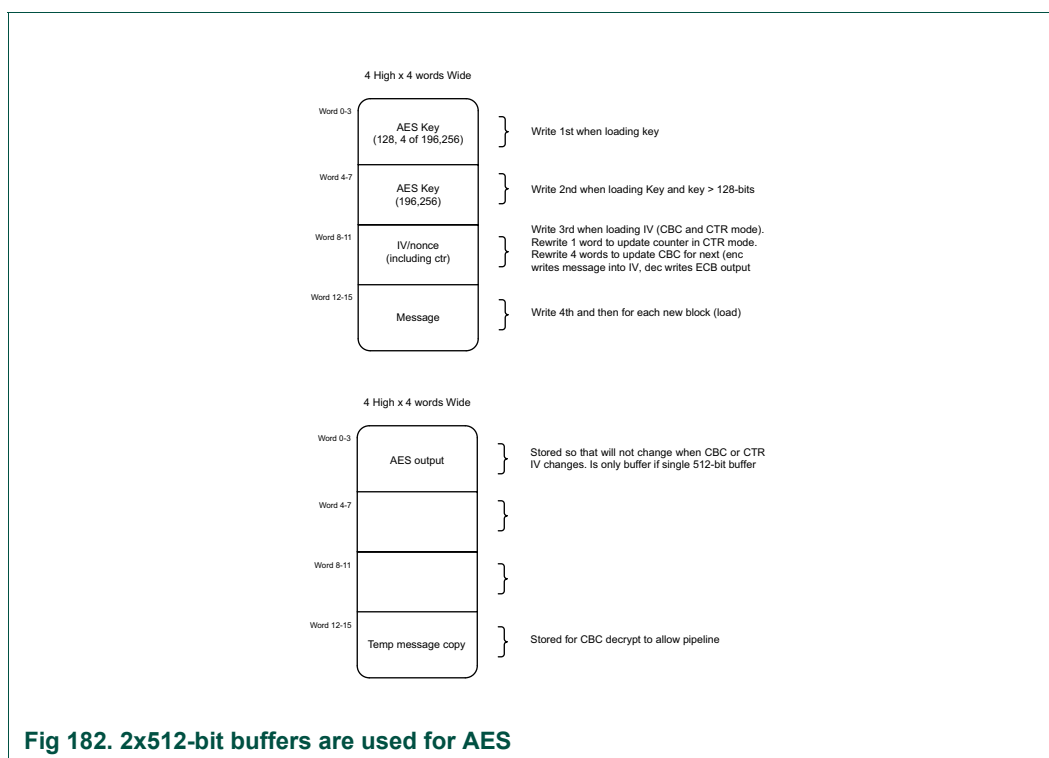 4 High x 4 words Wide
Word 0-3
AES Key
(128, 4 of 196,256)
Write 1st when loading key
Word 4-7
AES Key
(196,256)
Write 2nd when loading Key and key > 128-bits
Word 8-11
IV/nonce
(including ctr)
Write 3rd when loading IV (CBC and CTR mode).
Rewrite 1 word to update counter in CTR mode.
Rewrite 4 words to update CBC for next (enc
writes message into IV, dec writes ECB output
Word 12-15
Message
Write 4th and then for each new block (load)
4 High x 4 words Wide
Word 0-3
AES output
Stored so that will not change when CBC or CTR
IV changes. Is only buffer if single 512-bit buffer
Word 4-7
Word 8-11
Word 12-15
Temp message copy
Stored for CBC decrypt to allow pipeline
Fig 182. 2x512-bit buffers are used for AES